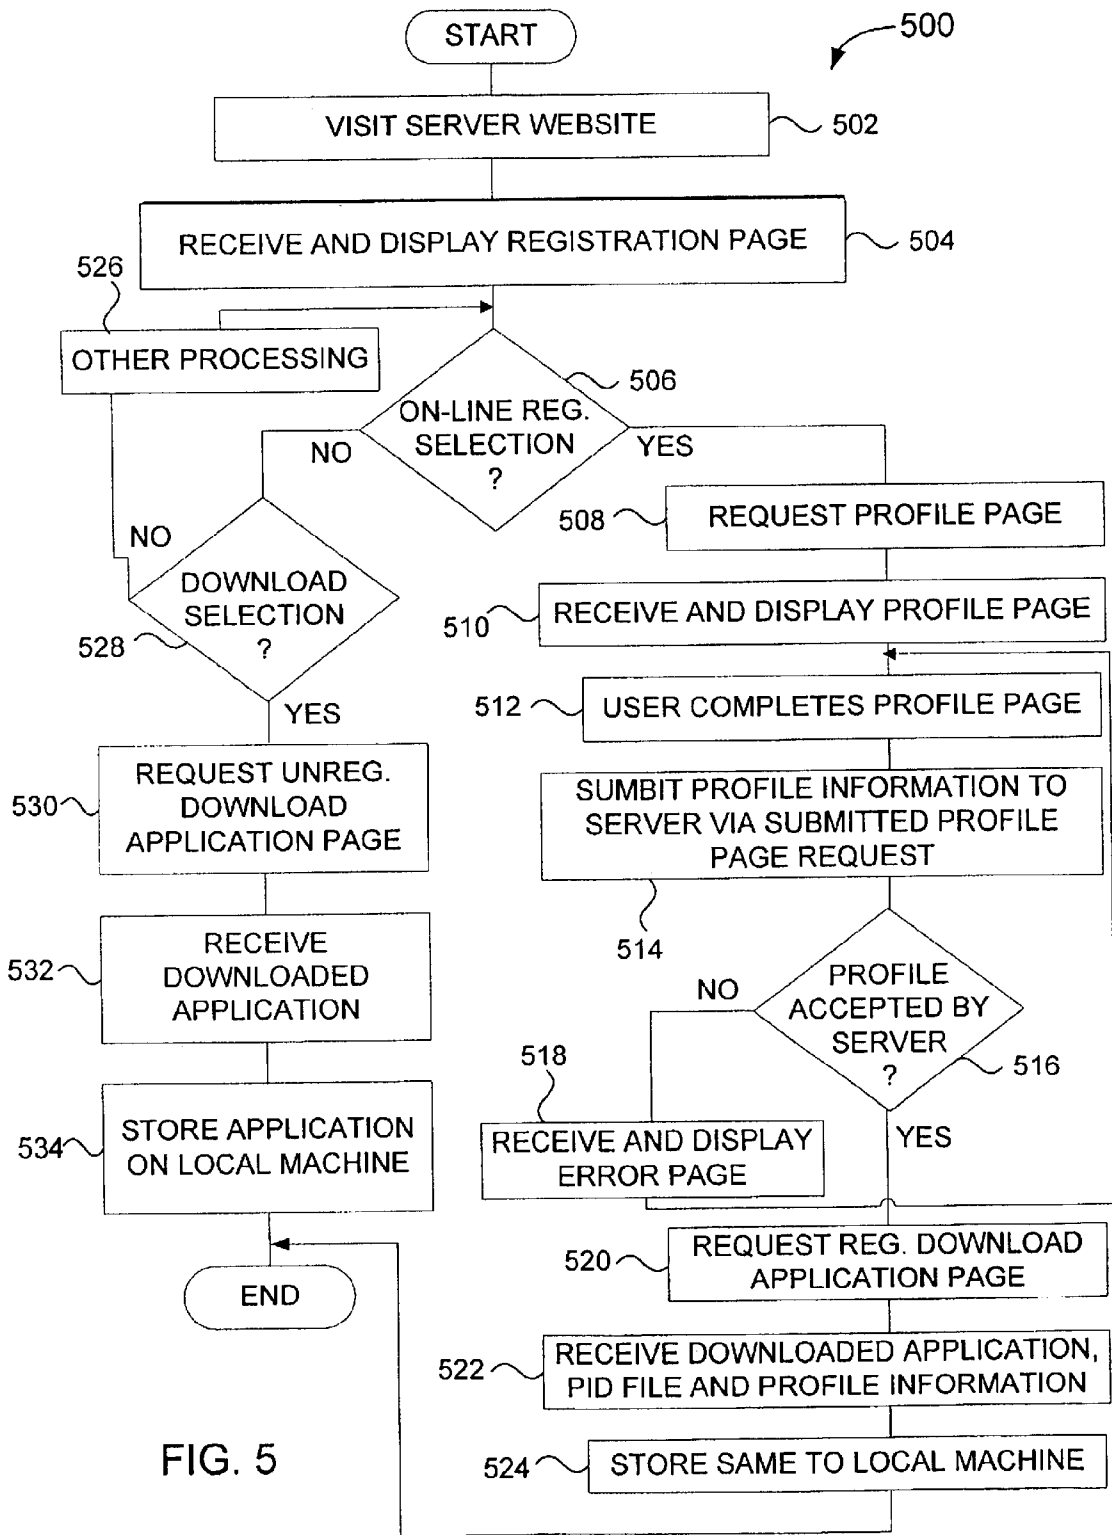 START
500
VISIT SERVER WEBSITE
502
RECEIVE AND DISPLAY REGISTRATION PAGE
504
526
OTHER PROCESSING
506
ON-LINE REG.
SELECTION
?
NO
YES
508
REQUEST PROFILE PAGE
NO
DOWNLOAD
SELECTION
?
528
YES
510
RECEIVE AND DISPLAY PROFILE PAGE
512
USER COMPLETES PROFILE PAGE
530
REQUEST UNREG.
DOWNLOAD
APPLICATION PAGE
SUMBIT PROFILE INFORMATION TO
SERVER VIA SUBMITTED PROFILE
PAGE REQUEST
514
532
RECEIVE
DOWNLOADED
APPLICATION
PROFILE
ACCEPTED BY
SERVER
?
NO
516
518
YES
534
STORE APPLICATION
ON LOCAL MACHINE
RECEIVE AND DISPLAY
ERROR PAGE
520
REQUEST REG. DOWNLOAD
APPLICATION PAGE
END
522
RECEIVE DOWNLOADED APPLICATION,
PID FILE AND PROFILE INFORMATION
524
STORE SAME TO LOCAL MACHINE
FIG. 5